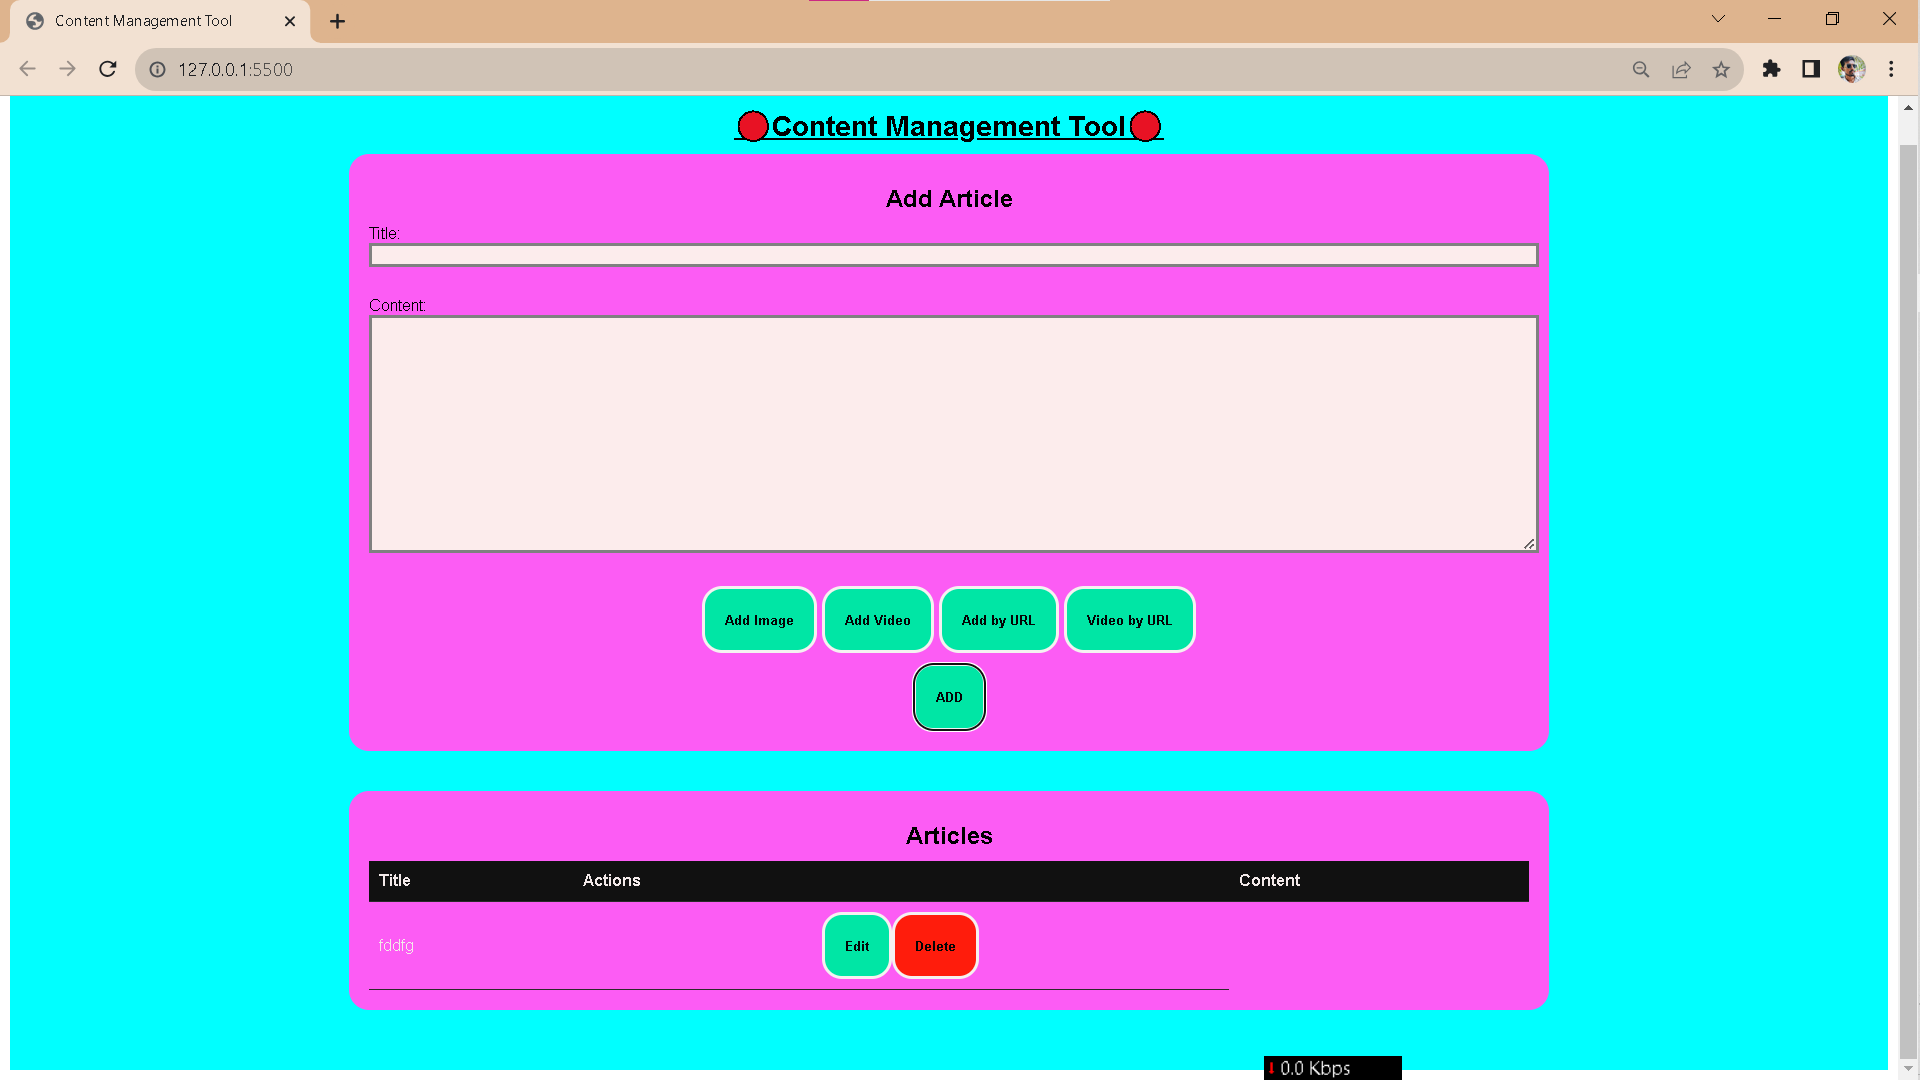 Content Management Tool
127.0.0.1:5500
Content Management Tool
Add Article
Title:
Content:
Add Image Add Video Add by URL Video by URL
ADD
Articles
Title Actions Content
fddfg Edit Delete
0.0 Kbps